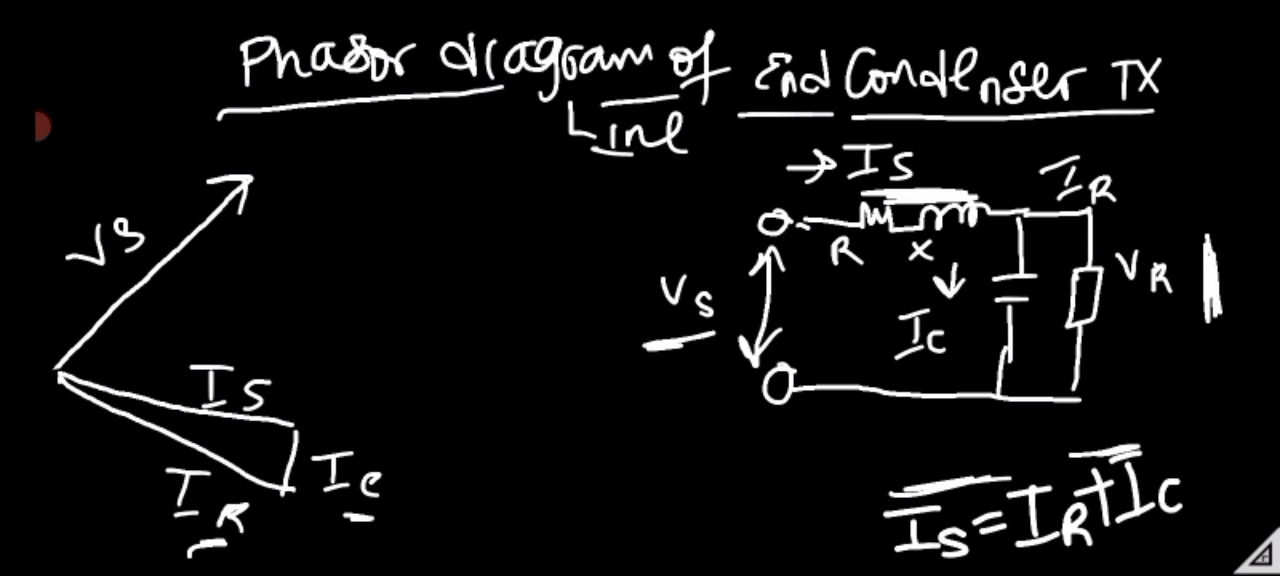 Phasor diagram of End Condenser TX
Line
→ IS
IR
VS
R
X
VR
VS
IC
IS
IR
IC
IS = IR + IC